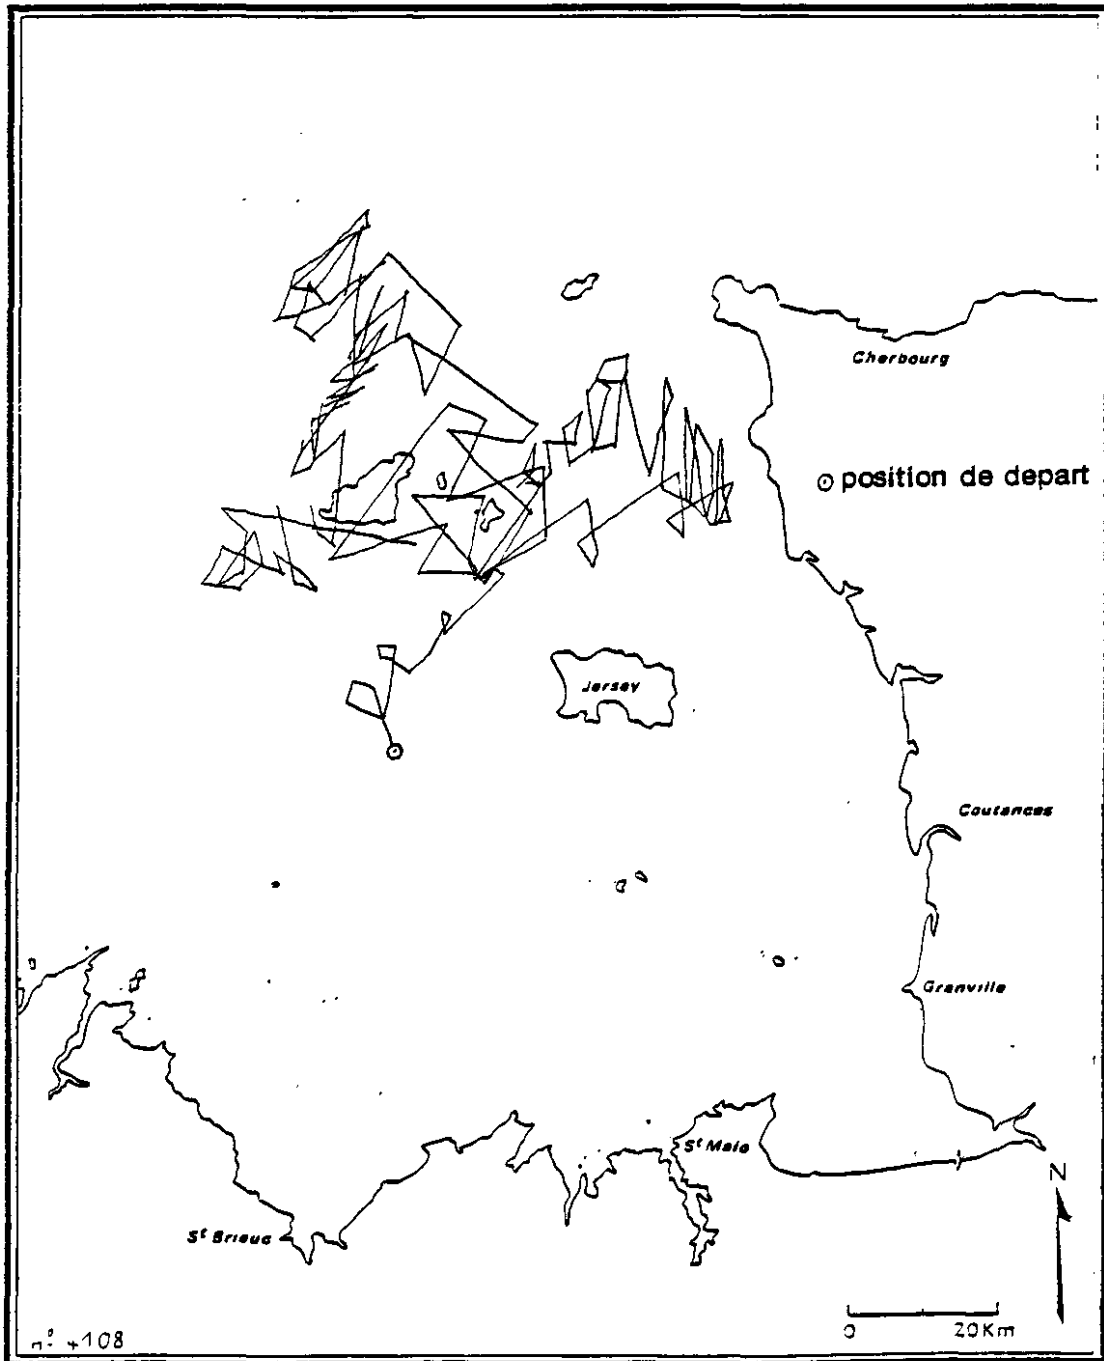 Cherbourg
position de depart
Jersey
Coutances
Granville
St Malo
St Brieuc
N
0 20Km
n° +108